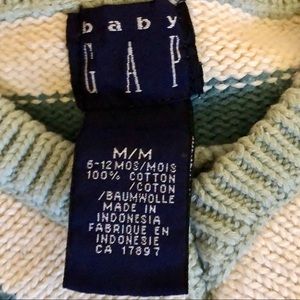 baby
GAP
M/M
6-12 MOS/MOIS
100% COTTON
/COTON
/BAUMWOLLE
MADE IN
INDONESIA
FABRIQUE EN
INDONESIE
CA 17897